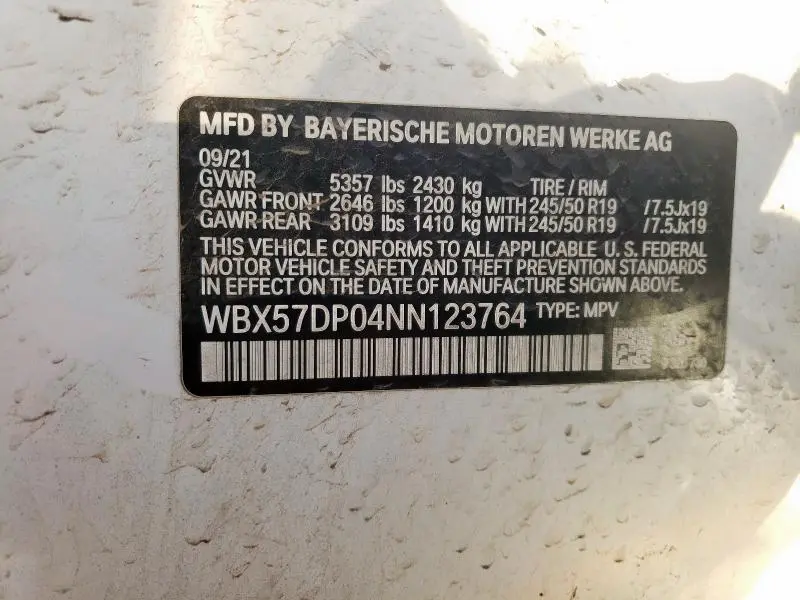 MFD BY BAYERISCHE MOTOREN WERKE AG
09/21
GVWR 5357 lbs 2430 kg TIRE / RIM
GAWR FRONT 2646 lbs 1200 kg WITH 245/50 R19 /7.5Jx19
GAWR REAR 3109 lbs 1410 kg WITH 245/50 R19 /7.5Jx19
THIS VEHICLE CONFORMS TO ALL APPLICABLE U. S. FEDERAL
MOTOR VEHICLE SAFETY AND THEFT PREVENTION STANDARDS
IN EFFECT ON THE DATE OF MANUFACTURE SHOWN ABOVE.
WBX57DP04NN123764 TYPE: MPV